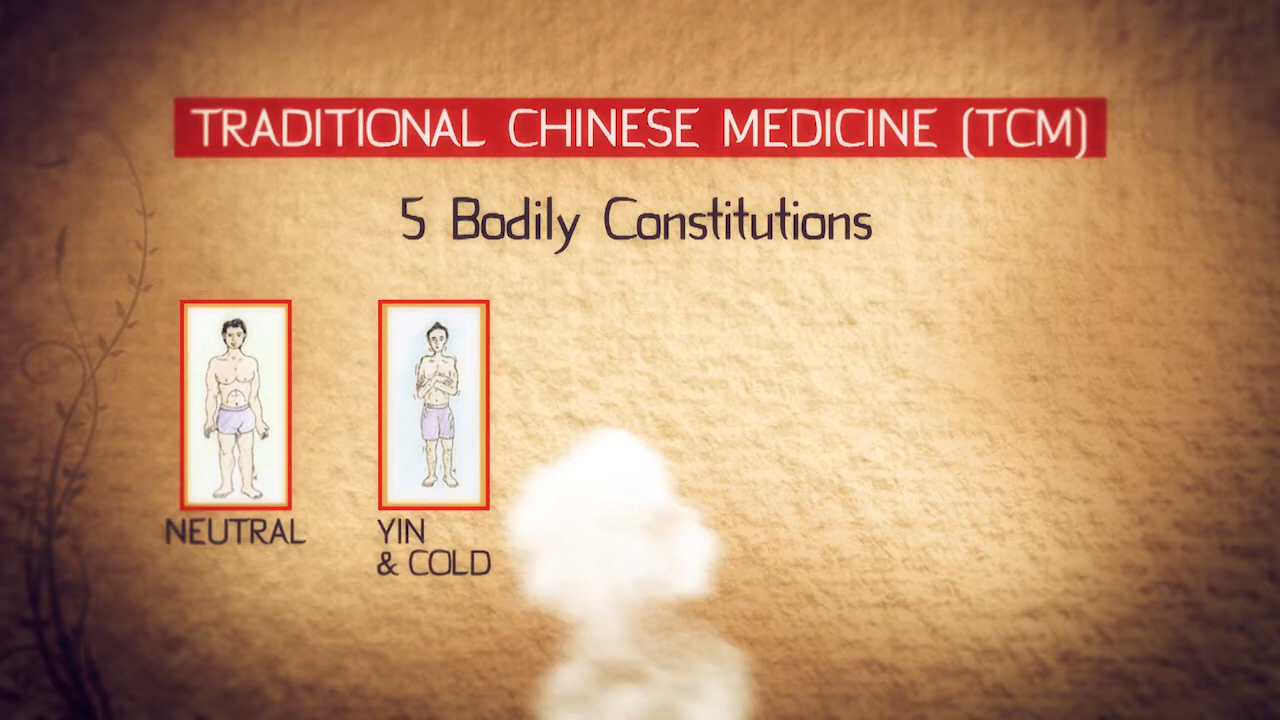 TRADITIONAL CHINESE MEDICINE (TCM)
5 Bodily Constitutions
NEUTRAL
YIN
& COLD